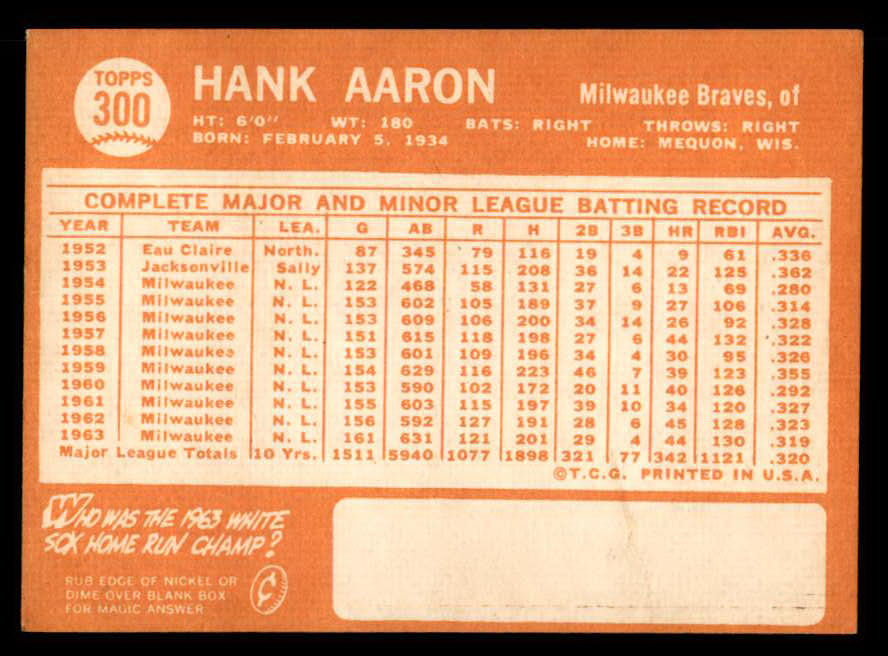 TOPPS
300
HANK AARON
Milwaukee Braves, of
HT: 6'0" WT: 180 BATS: RIGHT THROWS: RIGHT
BORN: FEBRUARY 5, 1934 HOME: MEQUON, WIS.
COMPLETE MAJOR AND MINOR LEAGUE BATTING RECORD
YEAR TEAM LEA. G AB R H 2B 3B HR RBI AVG.
1952 Eau Claire North. 87 345 79 116 19 4 9 61 .336
1953 Jacksonville Sally 137 574 115 208 36 14 22 125 .362
1954 Milwaukee N. L. 122 468 58 131 27 6 13 69 .280
1955 Milwaukee N. L. 153 602 105 189 37 9 27 106 .314
1956 Milwaukee N. L. 153 609 106 200 34 14 26 92 .328
1957 Milwaukee N. L. 151 615 118 198 27 6 44 132 .322
1958 Milwaukee N. L. 153 601 109 196 34 4 30 95 .326
1959 Milwaukee N. L. 154 629 116 223 46 7 39 123 .355
1960 Milwaukee N. L. 153 590 102 172 20 11 40 126 .292
1961 Milwaukee N. L. 155 603 115 197 39 10 34 120 .327
1962 Milwaukee N. L. 156 592 127 191 28 6 45 128 .323
1963 Milwaukee N. L. 161 631 121 201 29 4 44 130 .319
Major League Totals 10 Yrs. 1511 5940 1077 1898 321 77 342 1121 .320
©T.C.G. PRINTED IN U.S.A.
WHO WAS THE 1963 WHITE
SOX HOME RUN CHAMP?
RUB EDGE OF NICKEL OR
DIME OVER BLANK BOX
FOR MAGIC ANSWER
¢